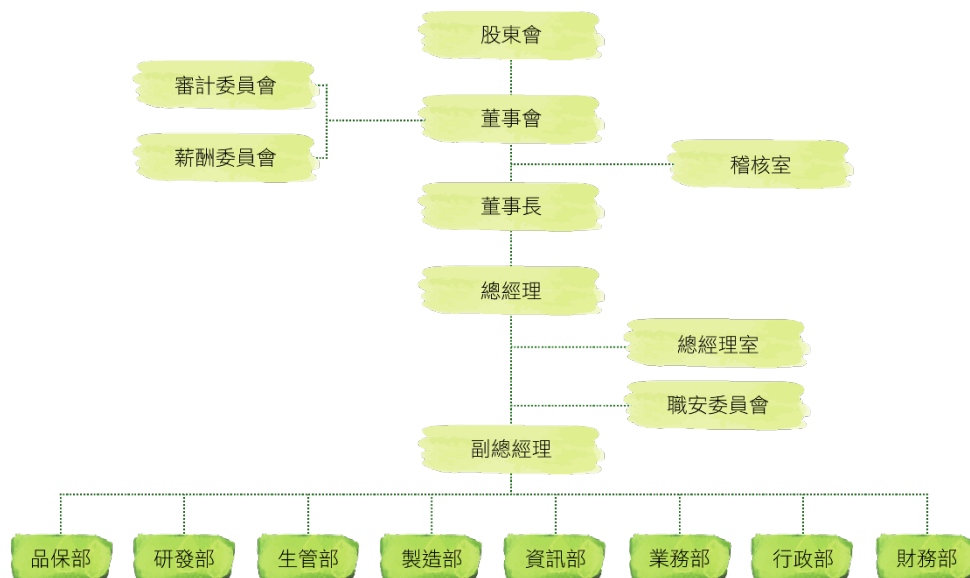 股東會
審計委員會
董事會
薪酬委員會
稽核室
董事長
總經理
總經理室
職安委員會
副總經理
品保部
研發部
生管部
製造部
資訊部
業務部
行政部
財務部